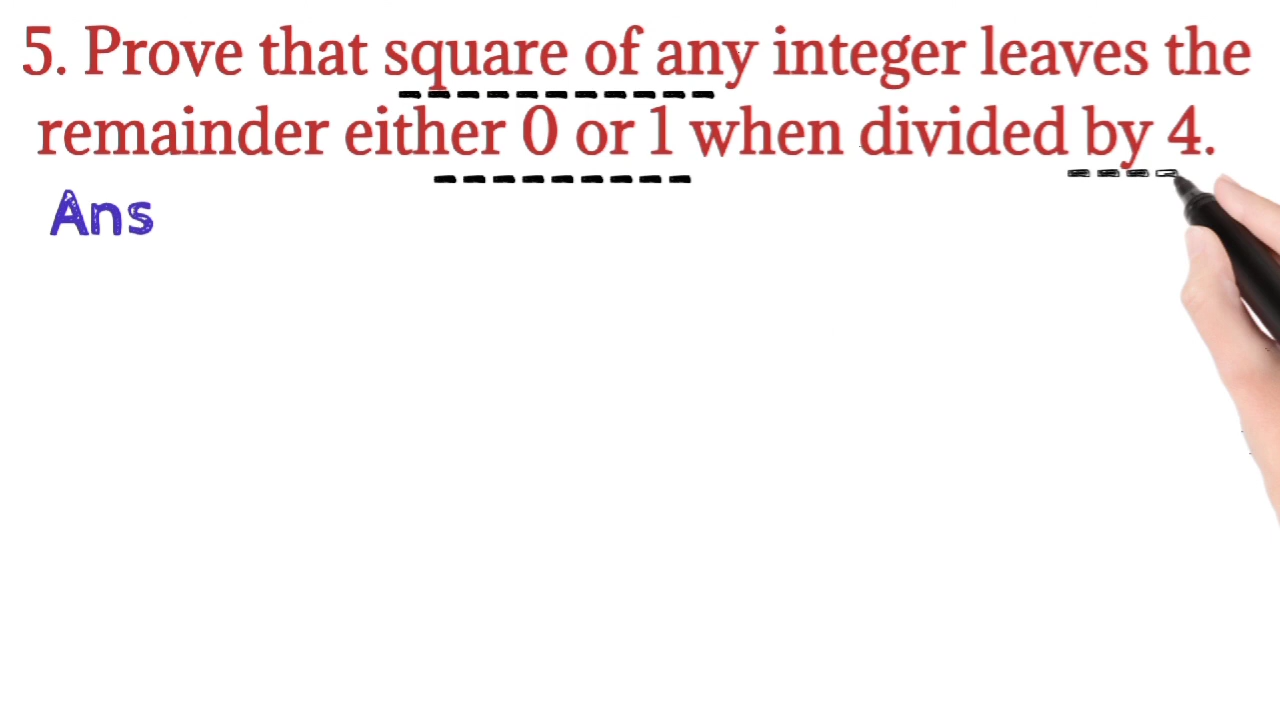 5. Prove that square of any integer leaves the
remainder either 0 or 1 when divided by 4.
Ans